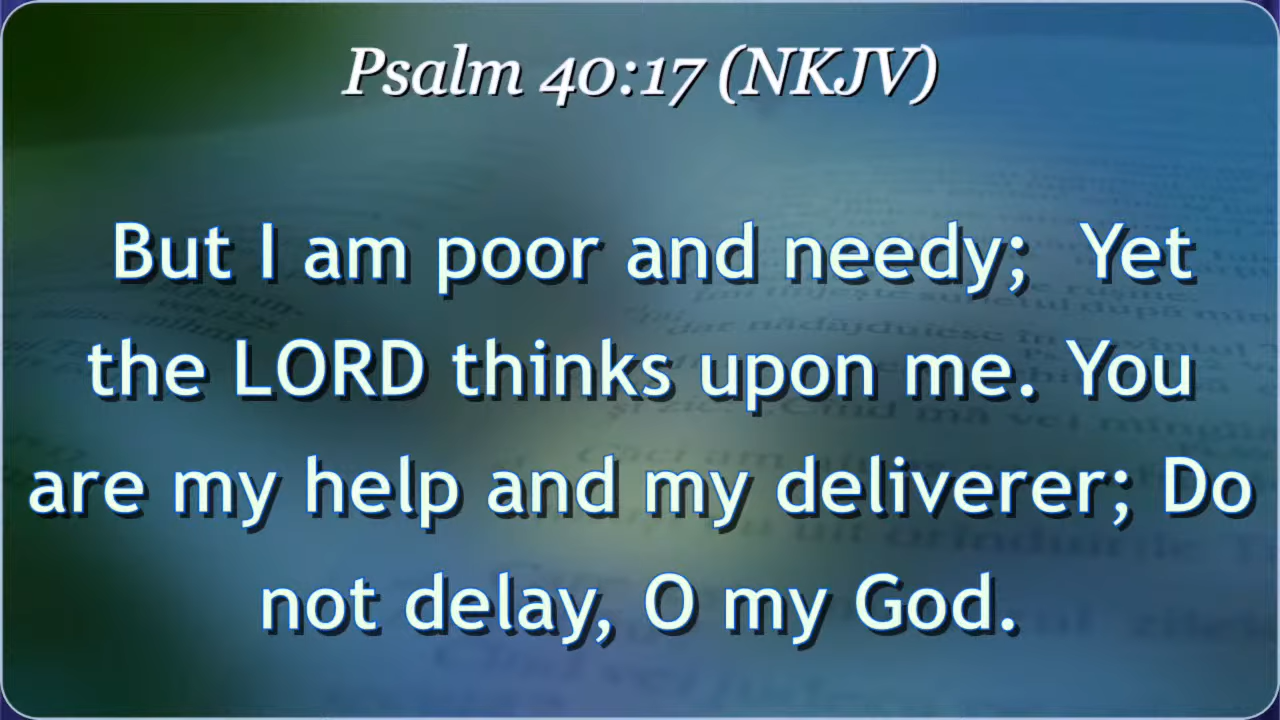 Psalm 40:17 (NKJV)
But I am poor and needy;  Yet
the LORD thinks upon me. You
are my help and my deliverer; Do
not delay, O my God.